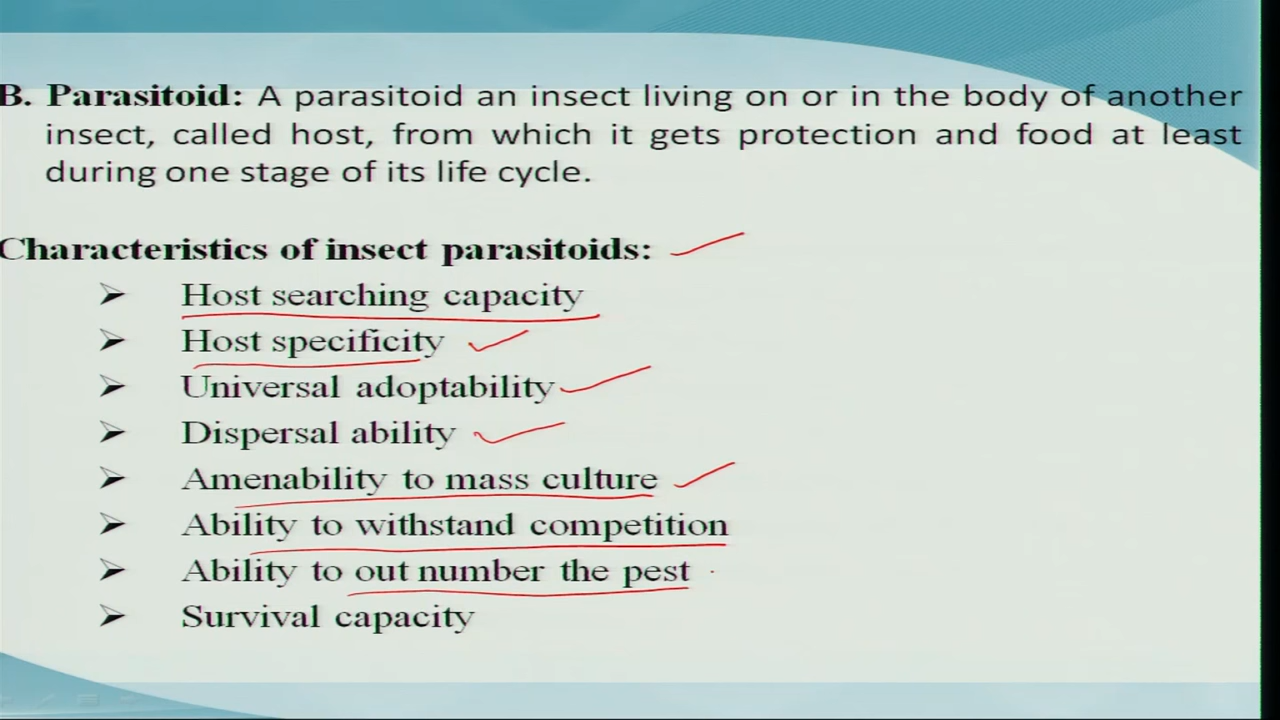 B. Parasitoid: A parasitoid an insect living on or in the body of another
insect, called host, from which it gets protection and food at least
during one stage of its life cycle.
Characteristics of insect parasitoids:
Host searching capacity
Host specificity
Universal adoptability
Dispersal ability
Amenability to mass culture
Ability to withstand competition
Ability to out number the pest
Survival capacity